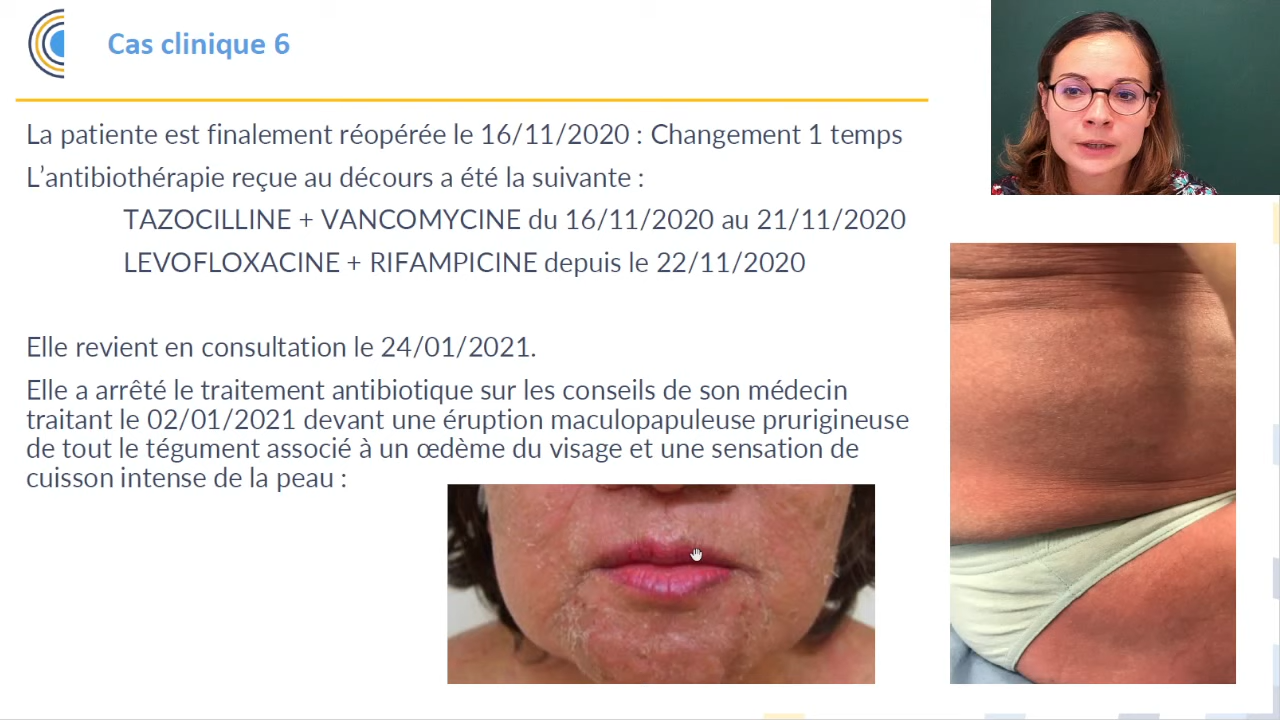 Cas clinique 6
La patiente est finalement réopérée le 16/11/2020 : Changement 1 temps
L’antibiothérapie reçue au décours a été la suivante :
TAZOCILLINE + VANCOMYCINE du 16/11/2020 au 21/11/2020
LEVOFLOXACINE + RIFAMPICINE depuis le 22/11/2020
Elle revient en consultation le 24/01/2021.
Elle a arrêté le traitement antibiotique sur les conseils de son médecin
traitant le 02/01/2021 devant une éruption maculopapuleuse prurigineuse
de tout le tégument associé à un œdème du visage et une sensation de
cuisson intense de la peau :